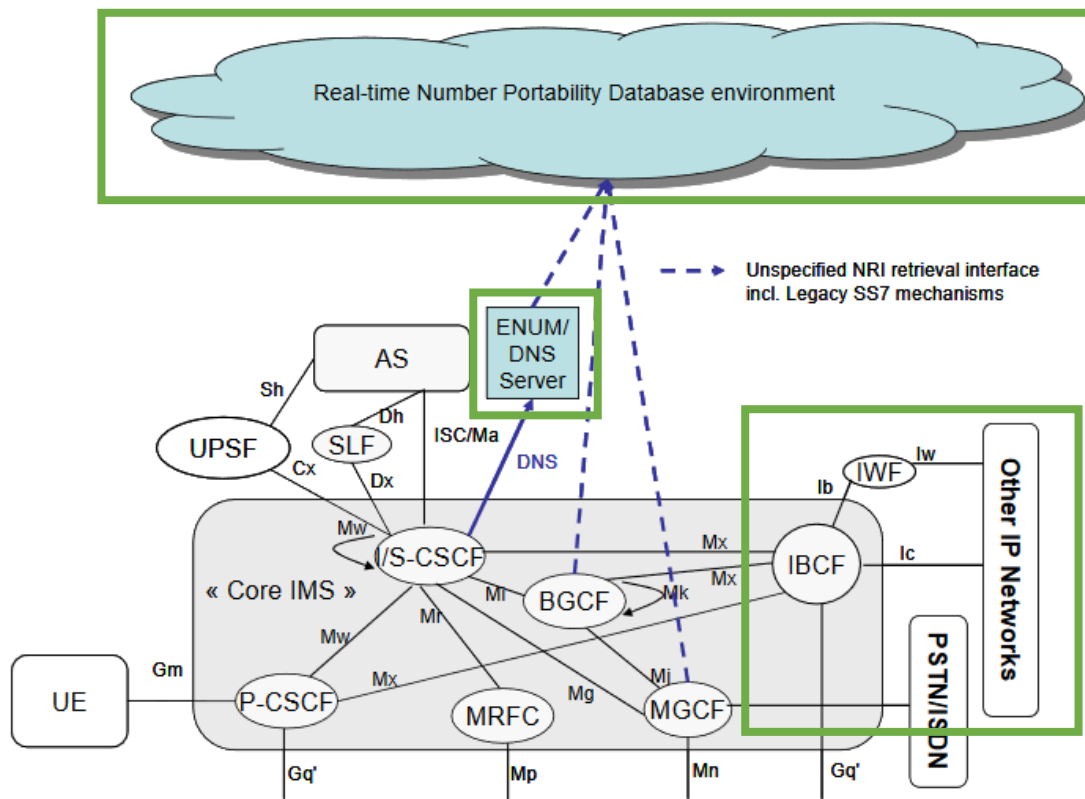 Real-time Number Portability Database environment
Unspecified NRI retrieval interface
incl. Legacy SS7 mechanisms
ENUM/
DNS
Server
AS
Sh
Dh
ISC/Ma
DNS
UPSF
SLF
Cx
Dx
Iw
IWF
Ib
Other IP Networks
Mw
I/S-CSCF
Mx
IBCF
Ic
« Core IMS »
Mi
BGCF
Mx
Mk
Mw
Mr
Mj
PSTN/ISDN
UE
Gm
P-CSCF
Mx
MRFC
Mg
MGCF
Gq'
Mp
Mn
Gq'